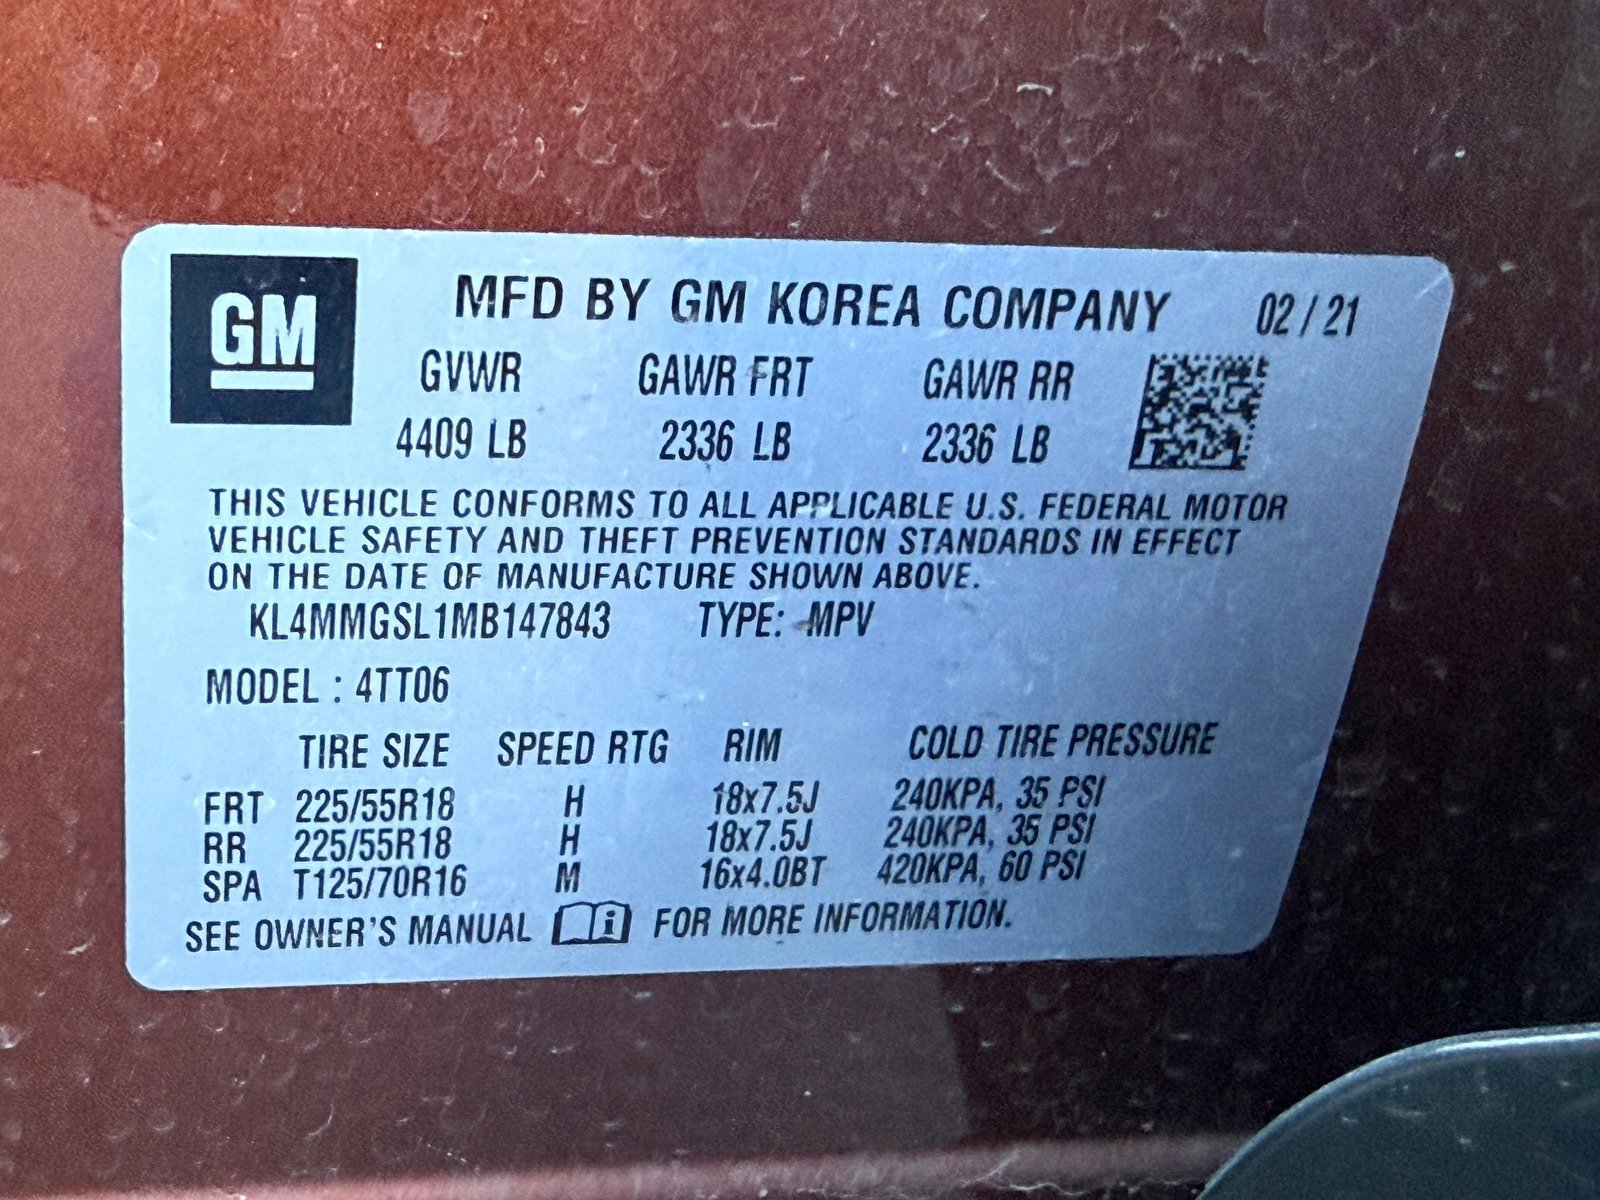 GM
MFD BY GM KOREA COMPANY 02 / 21
GVWR GAWR FRT GAWR RR
4409 LB 2336 LB 2336 LB
THIS VEHICLE CONFORMS TO ALL APPLICABLE U.S. FEDERAL MOTOR
VEHICLE SAFETY AND THEFT PREVENTION STANDARDS IN EFFECT
ON THE DATE OF MANUFACTURE SHOWN ABOVE.
KL4MMGSL1MB147843 TYPE: MPV
MODEL : 4TT06
TIRE SIZE SPEED RTG RIM COLD TIRE PRESSURE
FRT 225/55R18 H 18x7.5J 240KPA, 35 PSI
RR 225/55R18 H 18x7.5J 240KPA, 35 PSI
SPA T125/70R16 M 16x4.0BT 420KPA, 60 PSI
SEE OWNER'S MANUAL i FOR MORE INFORMATION.